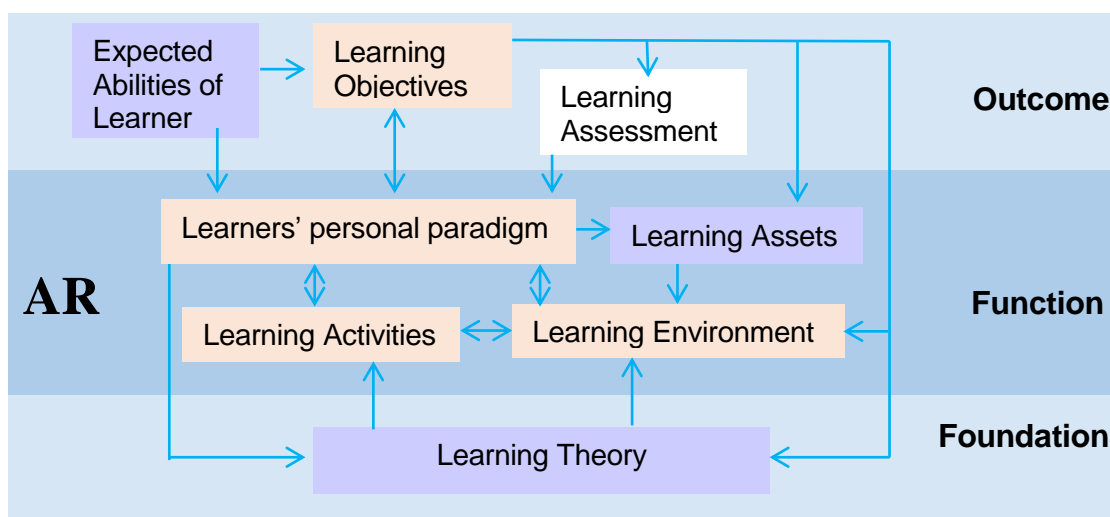 Expected
Abilities of
Learner
Learning
Objectives
Learning
Assessment
Outcome
Learners’ personal paradigm
Learning Assets
AR
Learning Activities
Learning Environment
Function
Learning Theory
Foundation